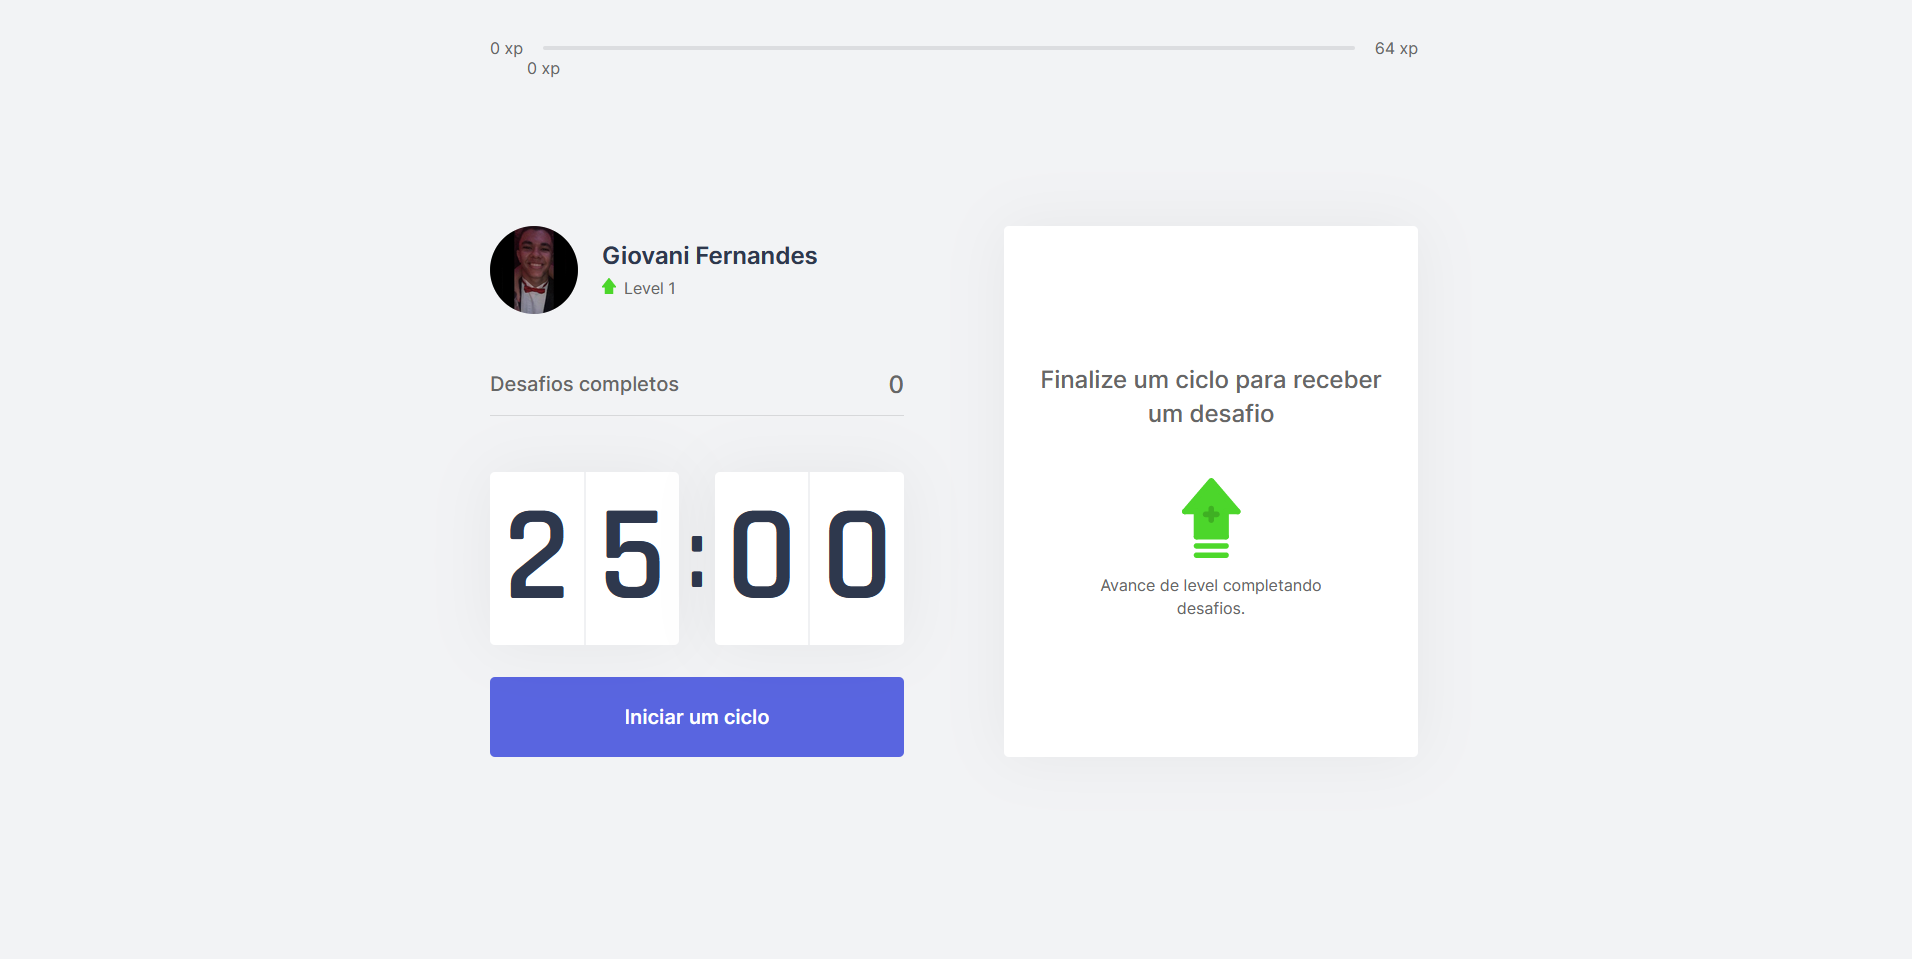 0 xp
64 xp
0 xp
Giovani Fernandes
Level 1
Desafios completos
0
25:00
Iniciar um ciclo
Finalize um ciclo para receber
um desafio
Avance de level completando
desafios.